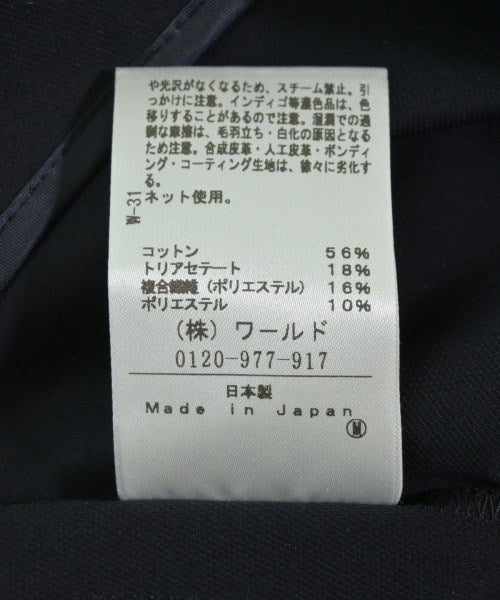 や光沢がなくなるため、スチーム禁止。引
っかけに注意。インディゴ等濃色品は、色
移りすることがあるので注意。湿潤での過
剰な摩擦は、毛羽立ち・白化の原因となる
ため注意。合成皮革・人工皮革・ボンディ
ング・コーティング生地は、徐々に劣化す
る。
ネット使用。
W-31
コットン 56%
トリアセテート 18%
複合繊維（ポリエステル） 16%
ポリエステル 10%
（株）ワールド
0120-977-917
日本製
Made in Japan